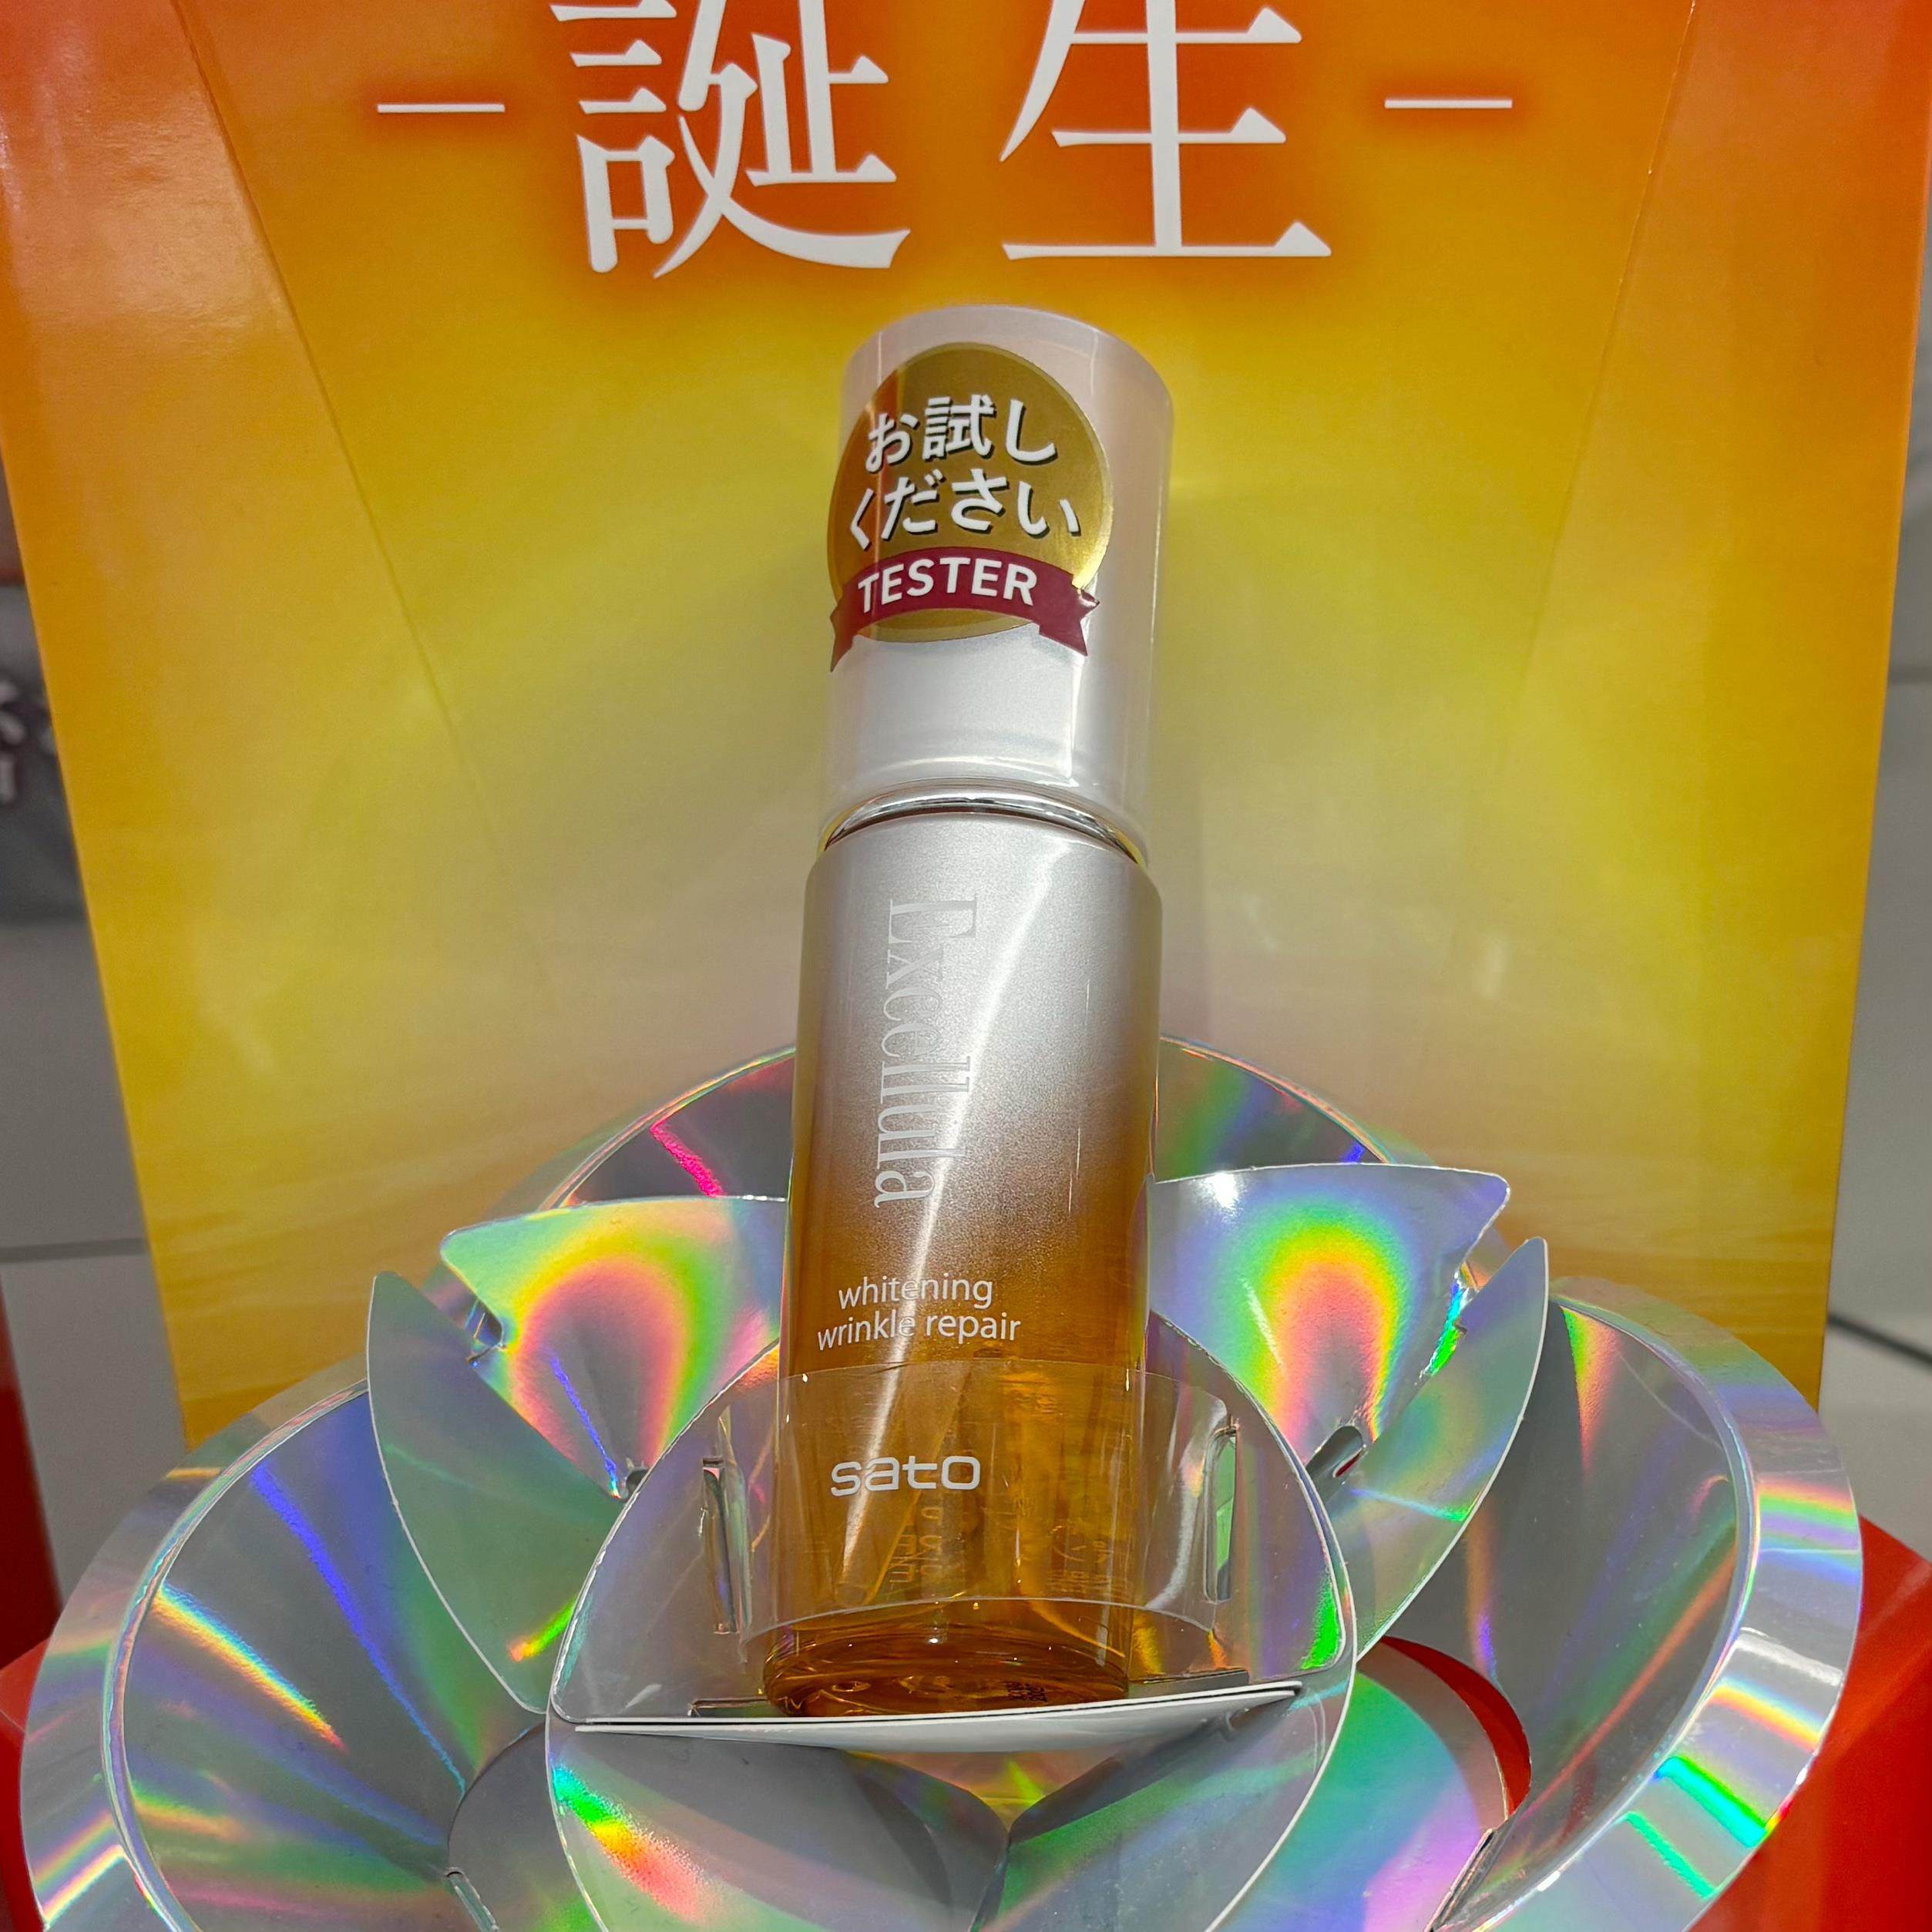 誕生
お試し
ください
TESTER
Excellula
whitening
wrinkle repair
sato